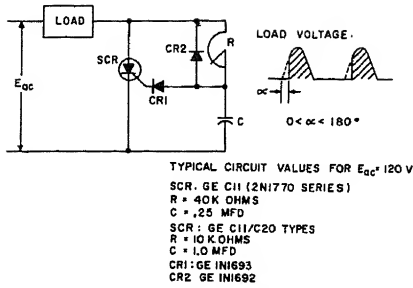 LOAD
LOAD VOLTAGE.
R
CR2
SCR
Eac
CR1
C
α
0<α<180°
TYPICAL CIRCUIT VALUES FOR Eac= 120 V
SCR. GE C11 (2N1770 SERIES)
R = 40K OHMS
C = .25 MFD
SCR: GE C11/C20 TYPES
R = 10 K OHMS
C = 1.0 MFD
CR1: GE 1N1693
CR2 GE 1N1692